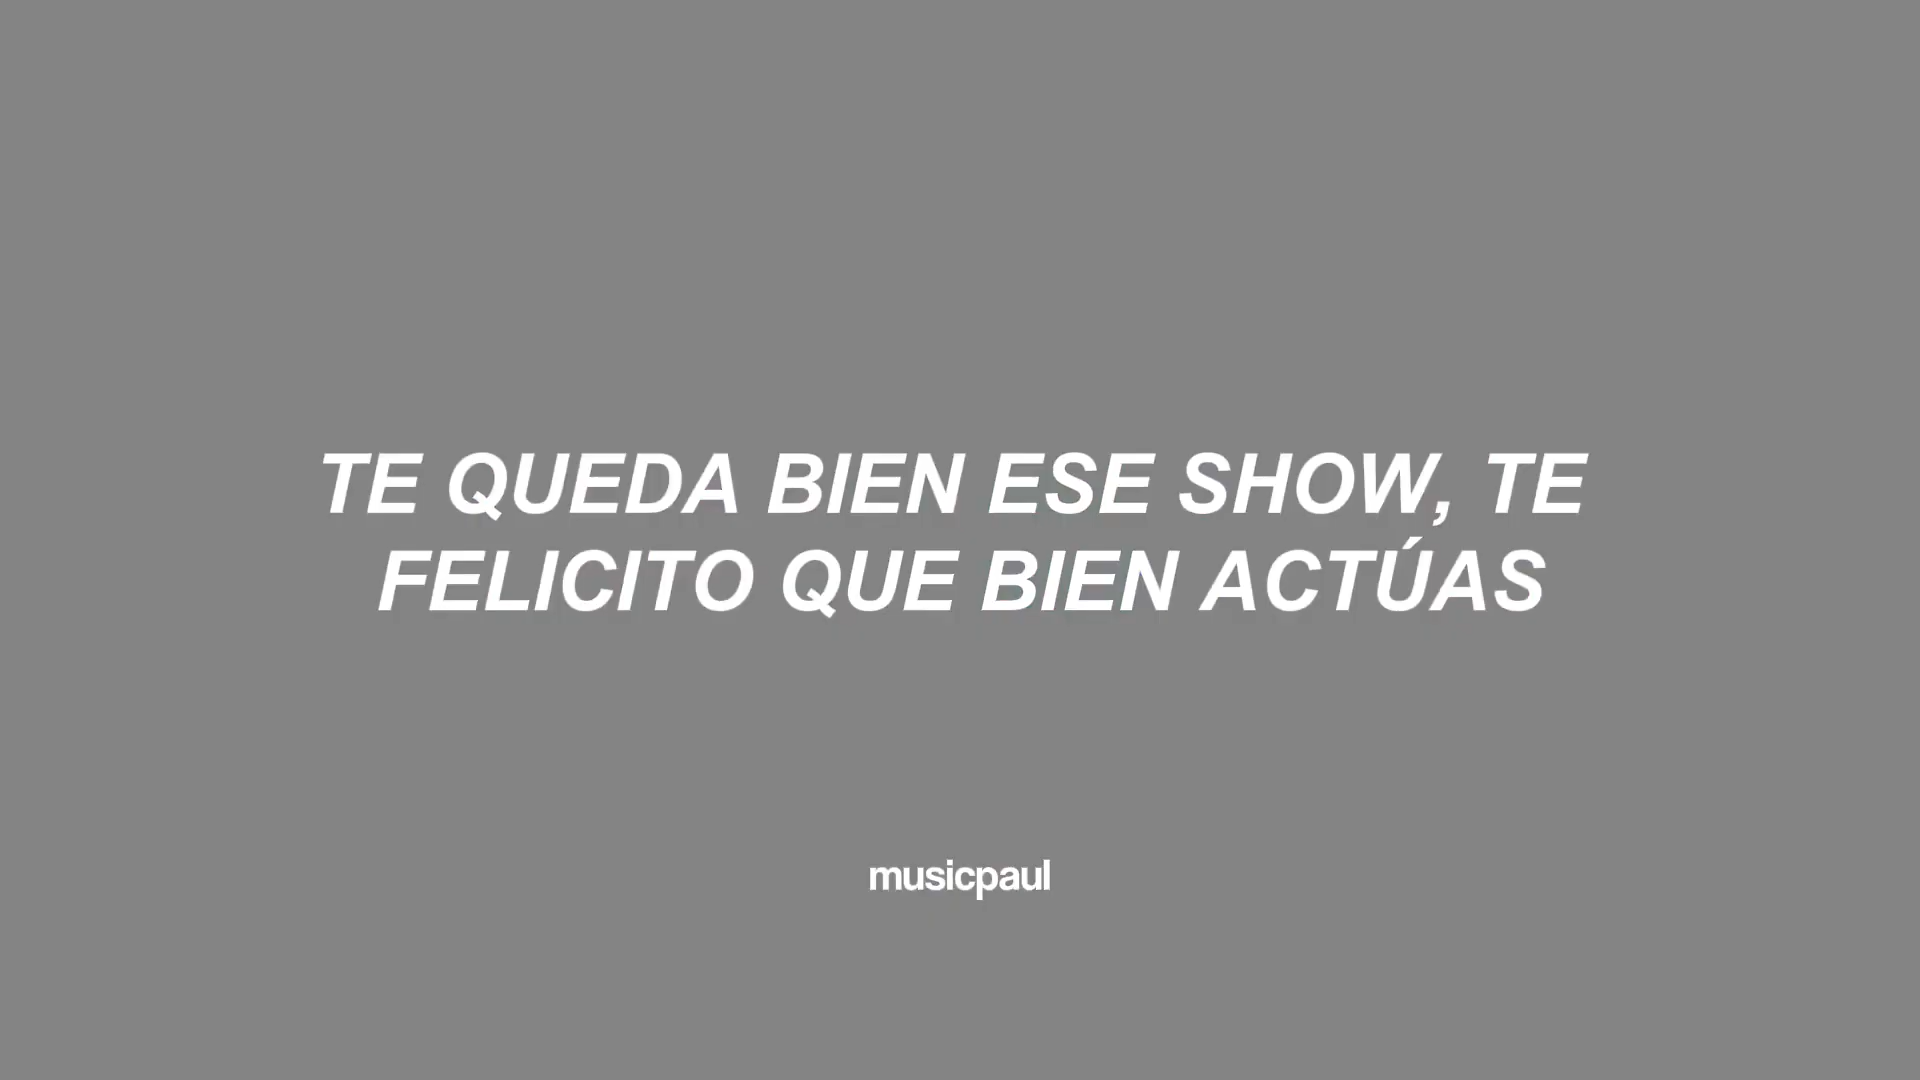 TE QUEDA BIEN ESE SHOW, TE
FELICITO QUE BIEN ACTÚAS
musicpaul